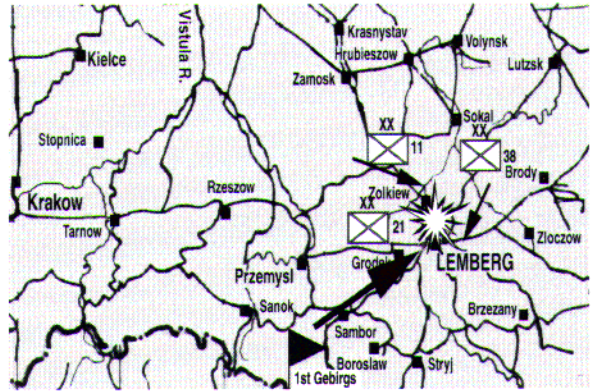 Vistula R.
Krasnystav
Hrubieszow
Volynsk
Kielce
Zamosk
Lutzsk
Sokal
Stopnica
XX
11
XX
38
Brody
Krakow
Rzeszow
Zolkiew
XX
21
Tarnow
Zloczow
Przemysl
LEMBERG
Sanok
Sambor
Brzezany
Boroslaw
Stryj
1st Gebirgs